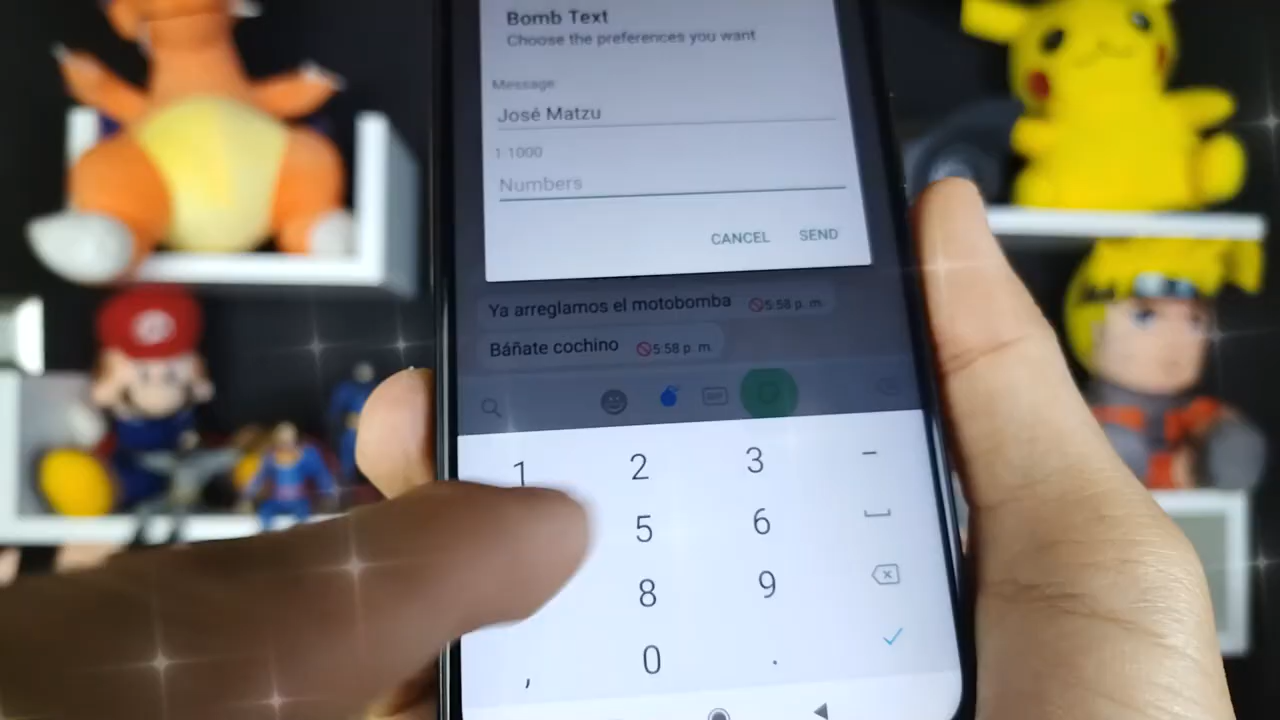 Bomb Text
Choose the preferences you want
Message
José Matzu
1 1000
Numbers
CANCEL SEND
Ya arreglamos el motobomba 5:58 p. m.
Báñate cochino 5:58 p. m.
GIF
1 2 3 -
5 6
8 9
, 0 .